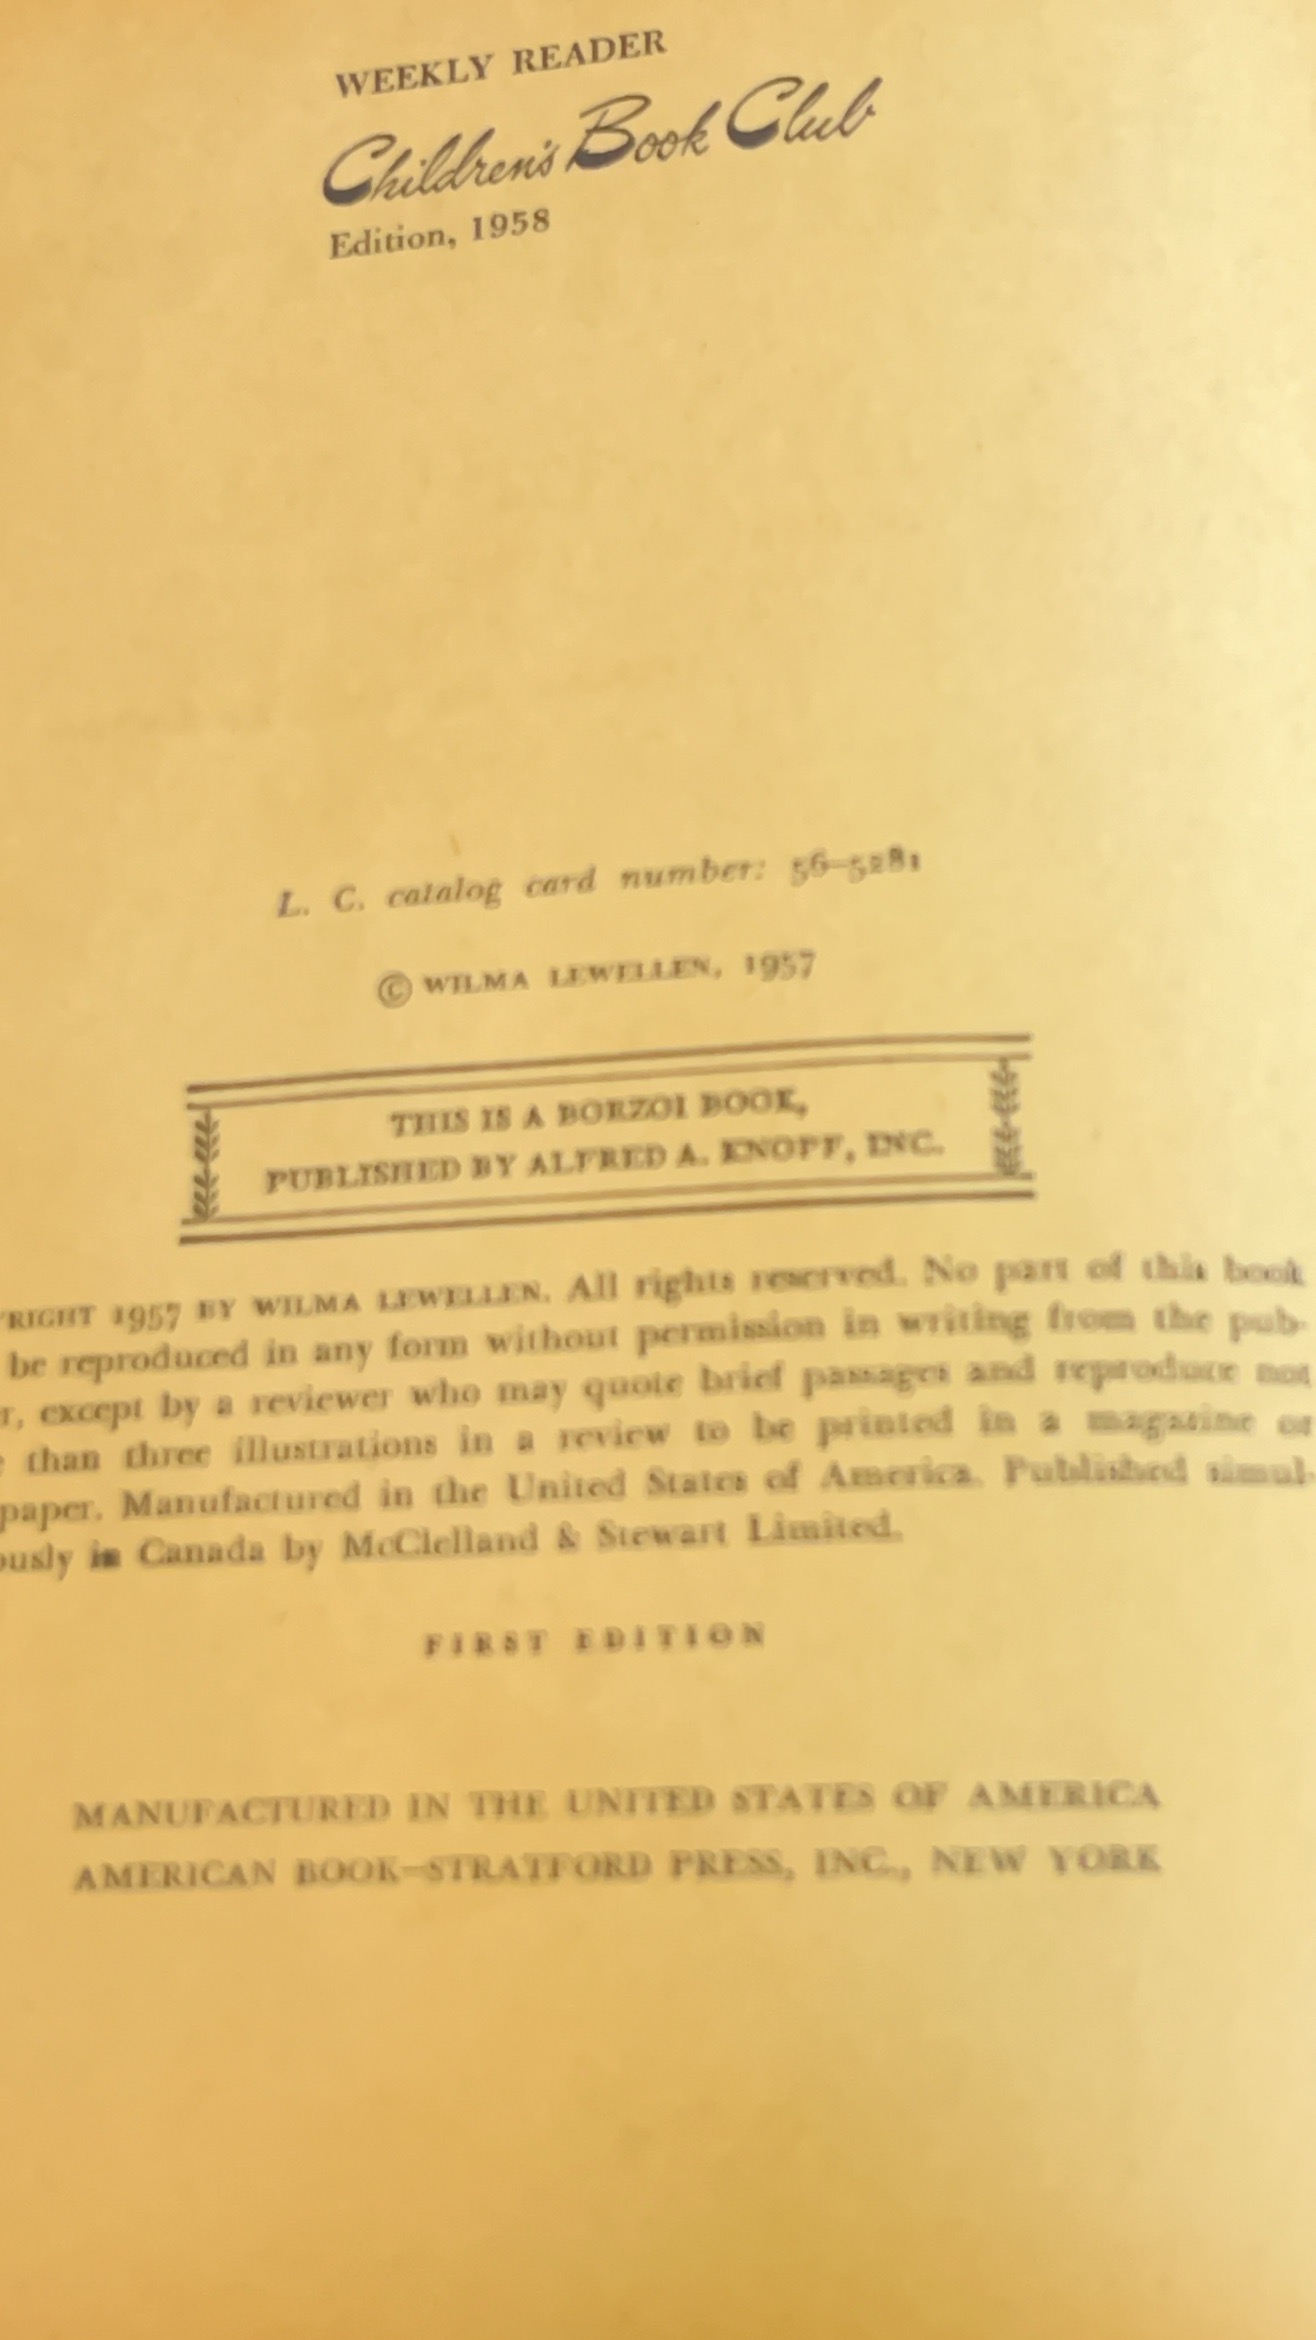 WEEKLY READER
Children's Book Club
Edition, 1958
L. C. catalog card number: 56-5281
© WILMA LEWELLEN, 1957
THIS IS A BORZOI BOOK,
PUBLISHED BY ALFRED A. KNOPF, INC.
RIGHT 1957 BY WILMA LEWELLEN. All rights reserved. No part of this book
be reproduced in any form without permission in writing from the pub-
r, except by a reviewer who may quote brief passages and reproduce not
than three illustrations in a review to be printed in a magazine or
paper. Manufactured in the United States of America. Published simul-
ously in Canada by McClelland & Stewart Limited.
FIRST EDITION
MANUFACTURED IN THE UNITED STATES OF AMERICA
AMERICAN BOOK–STRATFORD PRESS, INC., NEW YORK